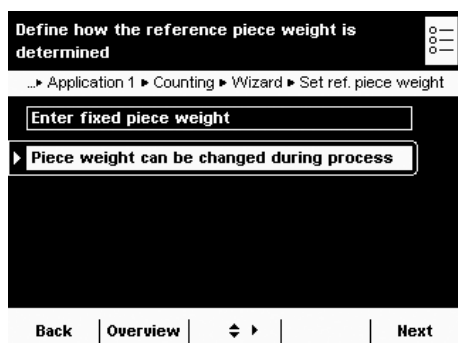 Define how the reference piece weight is
determined
...▸ Application 1 ▸ Counting ▸ Wizard ▸ Set ref. piece weight
Enter fixed piece weight
Piece weight can be changed during process
Back Overview Next